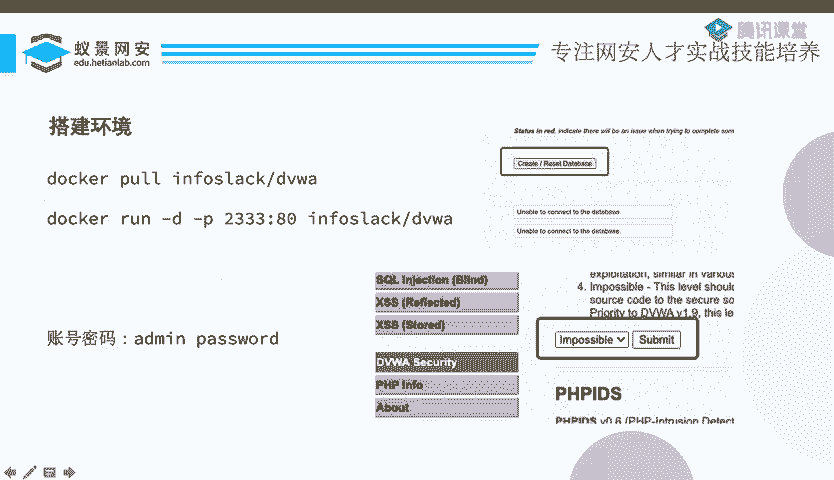 蚁景网安
edu.hetianlab.com
腾讯课堂
专注网安人才实战技能培养
搭建环境
docker pull infoslack/dvwa
docker run -d -p 2333:80 infoslack/dvwa
账号密码：admin password
Status in red, indicate there will be an issue when trying to complete som
Create / Reset Database
Unable to connect to the database.
Unable to connect to the database.
SQL Injection (Blind)
XSS (Reflected)
XSS (Stored)
DVWA Security
PHP Info
About
exploitation, similar in various
4. Impossible - This level should
source code to the secure so
Priority to DVWA v1.9, this le
Impossible Submit
PHPIDS
PHPIDS v0.6 (PHP-Intrusion Detect